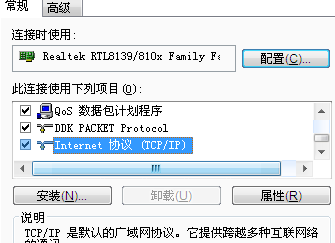 常规 高级
连接时使用:
Realtek RTL8139/810x Family Fa
配置(C)...
此连接使用下列项目(O):
QoS 数据包计划程序
DDK PACKET Protocol
Internet 协议 (TCP/IP)
安装(N)... 卸载(U) 属性(R)
说明
TCP/IP 是默认的广域网协议。它提供跨越多种互联网络
的通讯。